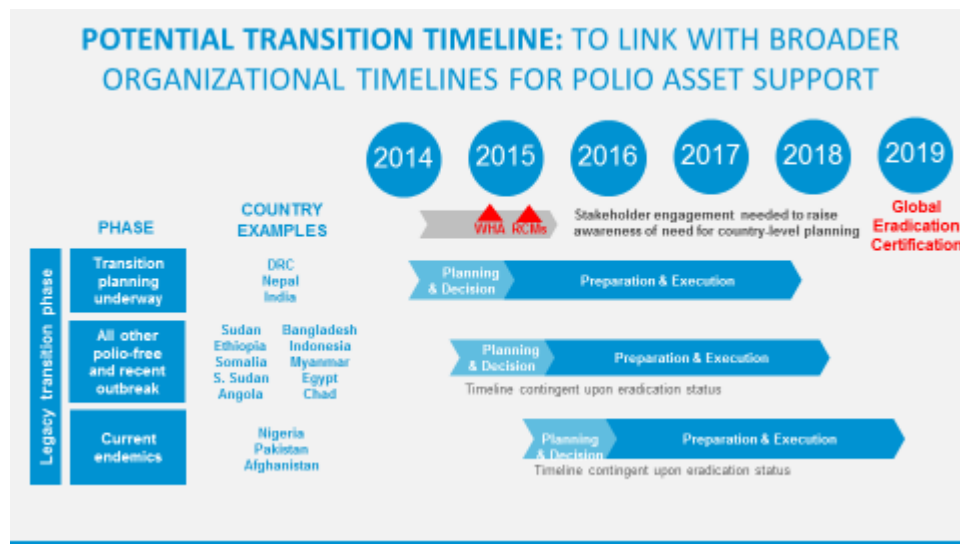 POTENTIAL TRANSITION TIMELINE: TO LINK WITH BROADER
ORGANIZATIONAL TIMELINES FOR POLIO ASSET SUPPORT
2014 2015 2016 2017 2018 2019
PHASE
COUNTRY
EXAMPLES
WHA RCMs
Stakeholder engagement needed to raise
awareness of need for country-level planning
Global
Eradication
Certification
Legacy transition phase
Transition
planning
underway
DRC
Nepal
India
Planning
& Decision
Preparation & Execution
All other
polio-free
and recent
outbreak
Sudan Bangladesh
Ethiopia Indonesia
Somalia Myanmar
S. Sudan Egypt
Angola Chad
Planning
& Decision
Preparation & Execution
Timeline contingent upon eradication status
Current
endemics
Nigeria
Pakistan
Afghanistan
Planning
& Decision
Preparation & Execution
Timeline contingent upon eradication status